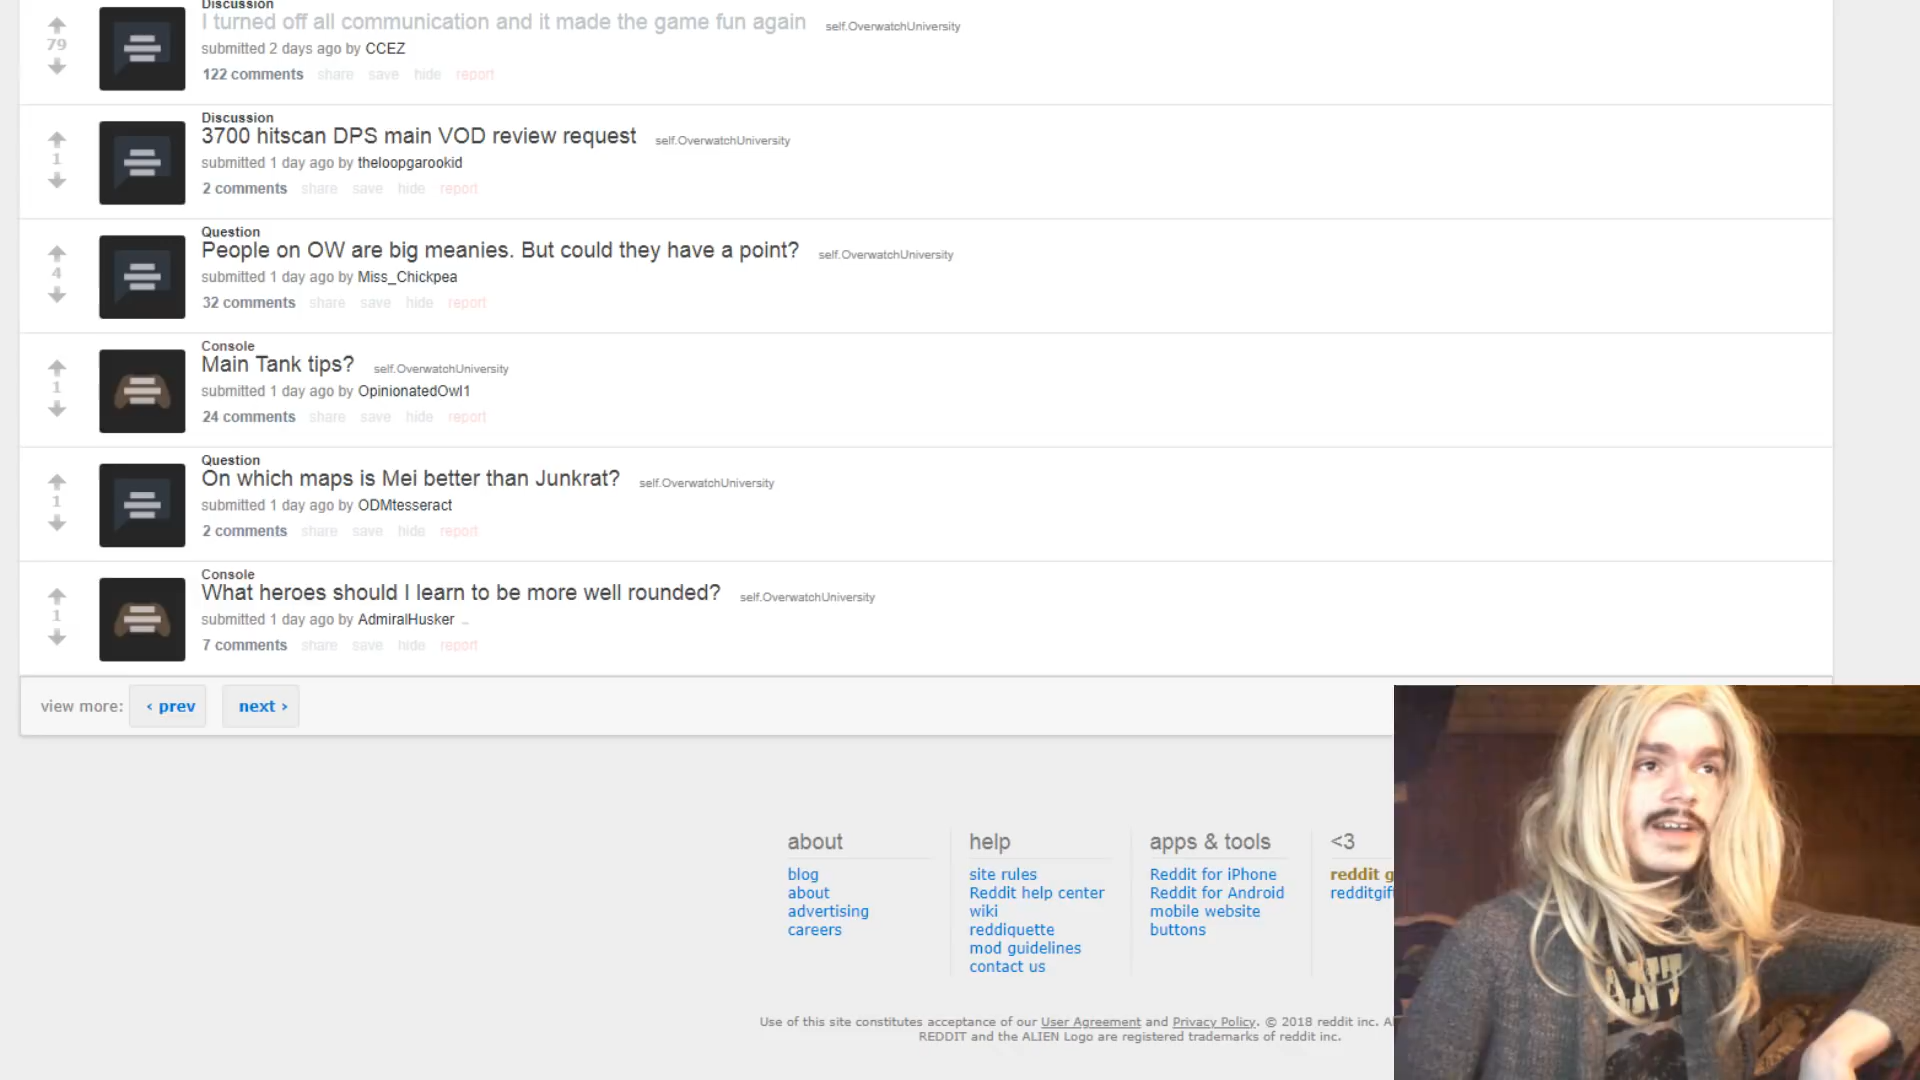 Discussion
I turned off all communication and it made the game fun again self.OverwatchUniversity
79
submitted 2 days ago by CCEZ
122 comments share save hide report
Discussion
3700 hitscan DPS main VOD review request self.OverwatchUniversity
1
submitted 1 day ago by theloopgarookid
2 comments share save hide report
Question
People on OW are big meanies. But could they have a point? self.OverwatchUniversity
4
submitted 1 day ago by Miss_Chickpea
32 comments share save hide report
Console
Main Tank tips? self.OverwatchUniversity
1
submitted 1 day ago by OpinionatedOwl1
24 comments share save hide report
Question
On which maps is Mei better than Junkrat? self.OverwatchUniversity
1
submitted 1 day ago by ODMtesseract
2 comments share save hide report
Console
What heroes should I learn to be more well rounded? self.OverwatchUniversity
1
submitted 1 day ago by AdmiralHusker
7 comments share save hide report
view more: ‹ prev next ›
about
blog
about
advertising
careers
help
site rules
Reddit help center
wiki
reddiquette
mod guidelines
contact us
apps & tools
Reddit for iPhone
Reddit for Android
mobile website
buttons
<3
reddit g
redditgif
Use of this site constitutes acceptance of our User Agreement and Privacy Policy. © 2018 reddit inc. A
REDDIT and the ALIEN Logo are registered trademarks of reddit inc.